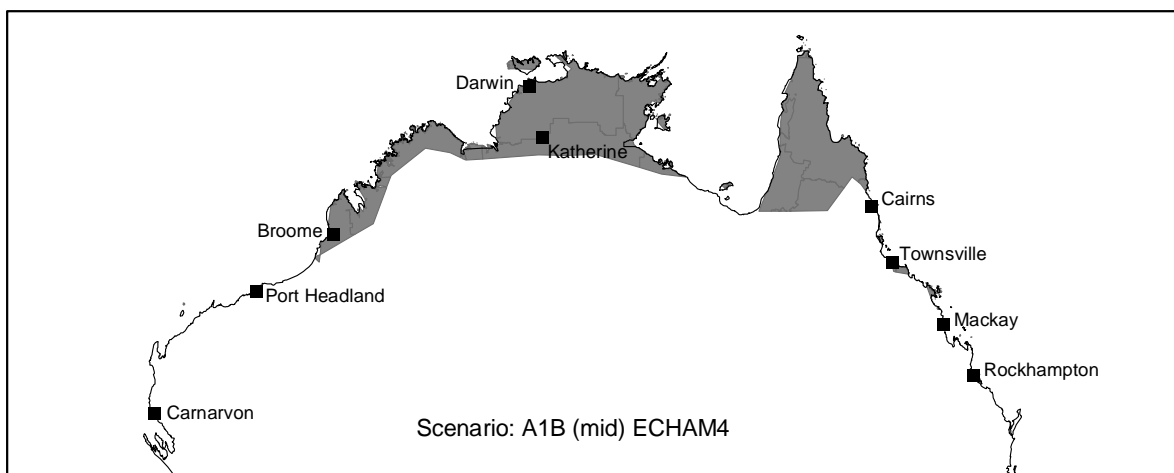 Darwin
Katherine
Cairns
Broome
Townsville
Port Headland
Mackay
Rockhampton
Carnarvon
Scenario: A1B (mid) ECHAM4